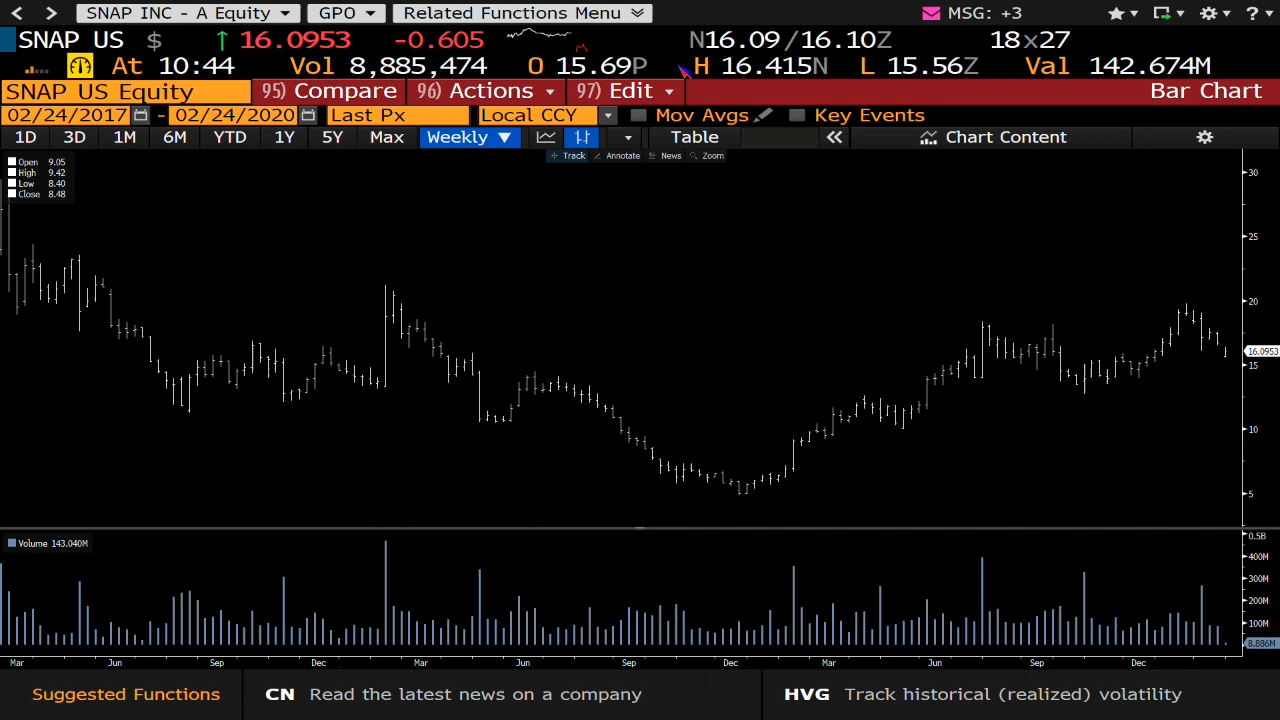 SNAP INC - A Equity GPO Related Functions Menu MSG: +3 ?
SNAP US $ ↑ 16.0953 -0.605 N16.09/16.10Z 18x27
At 10:44 Vol 8,885,474 O 15.69P H 16.415N L 15.56Z Val 142.674M
SNAP US Equity 95) Compare 96) Actions 97) Edit Bar Chart
02/24/2017 - 02/24/2020 Last Px Local CCY Mov Avgs Key Events
1D 3D 1M 6M YTD 1Y 5Y Max Weekly ▼ Table « Chart Content
Track Annotate News Zoom
Open 9.05
High 9.42
Low 8.40
Close 8.48
30
25
20
16.0953
15
10
5
Volume 143.040M
0.5B
400M
300M
200M
100M
8.886M
Mar Jun Sep Dec Mar Jun Sep Dec Mar Jun Sep Dec
Suggested Functions CN Read the latest news on a company HVG Track historical (realized) volatility